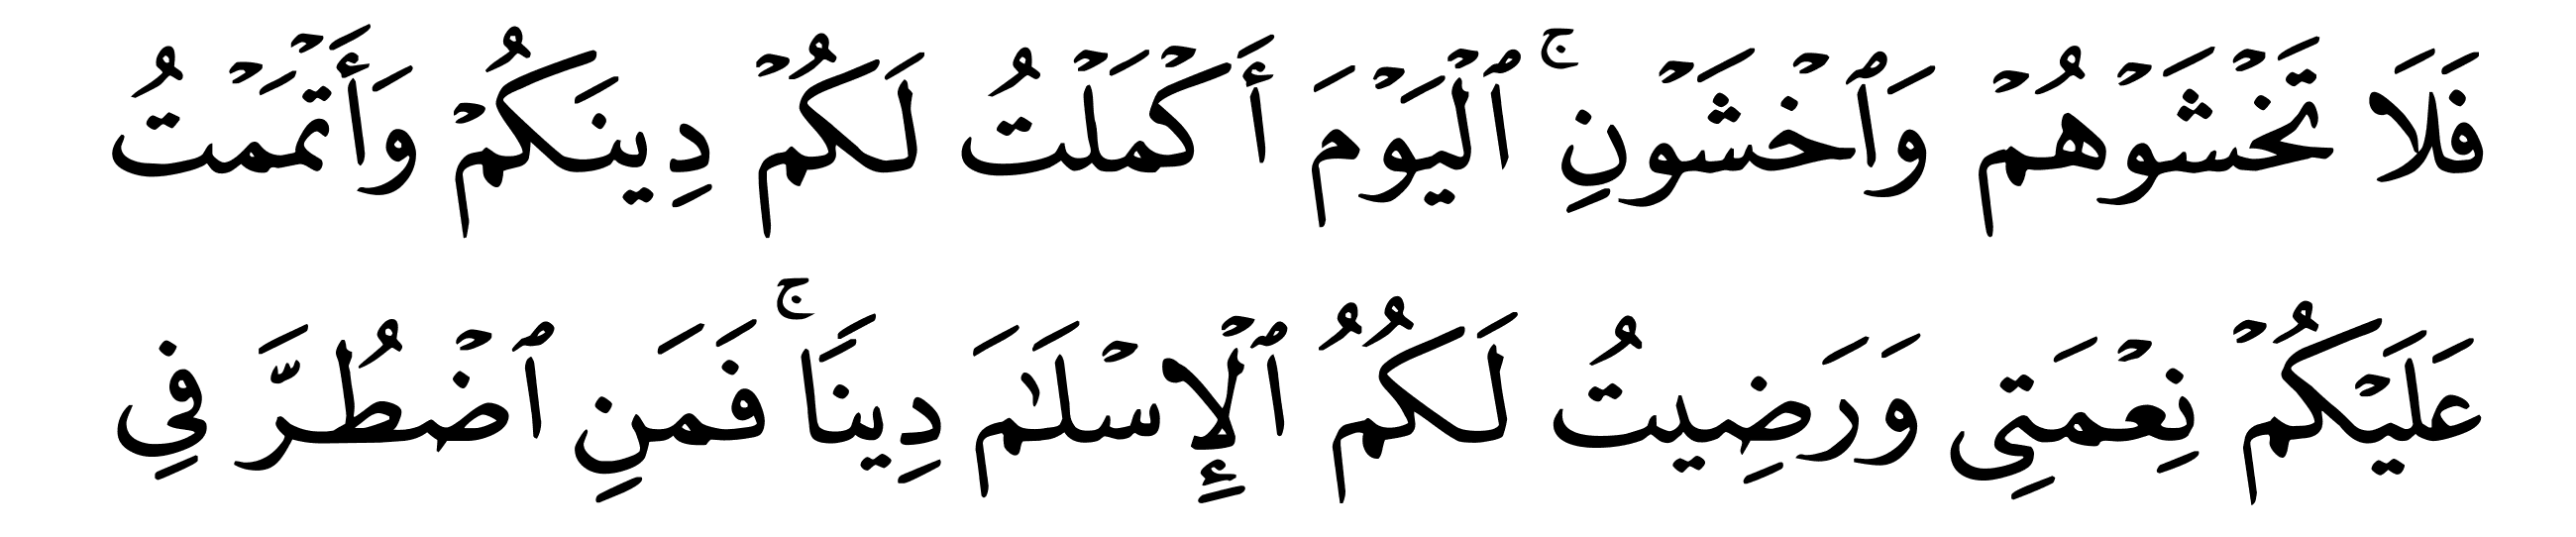 فَلَا تَخْشَوْهُمْ وَٱخْشَوْنِ ۚ ٱلْيَوْمَ أَكْمَلْتُ لَكُمْ دِينَكُمْ وَأَتْمَمْتُ
عَلَيْكُمْ نِعْمَتِى وَرَضِيتُ لَكُمُ ٱلْإِسْلَـٰمَ دِينًا ۚ فَمَنِ ٱضْطُرَّ فِى